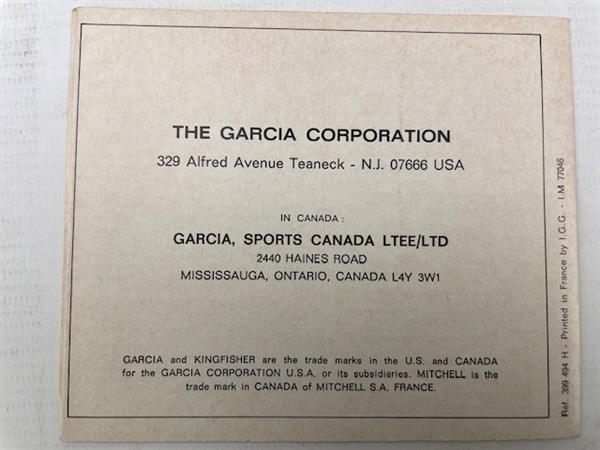 THE GARCIA CORPORATION
329 Alfred Avenue Teaneck - N.J. 07666 USA
IN CANADA :
GARCIA, SPORTS CANADA LTEE/LTD
2440 HAINES ROAD
MISSISSAUGA, ONTARIO, CANADA L4Y 3W1
GARCIA and KINGFISHER are the trade marks in the U.S. and CANADA
for the GARCIA CORPORATION U.S.A. or its subsidiaries. MITCHELL is the
trade mark in CANADA of MITCHELL S.A. FRANCE.
Ref. 399 494 H - Printed in France by I.G.G. - I.M 77046